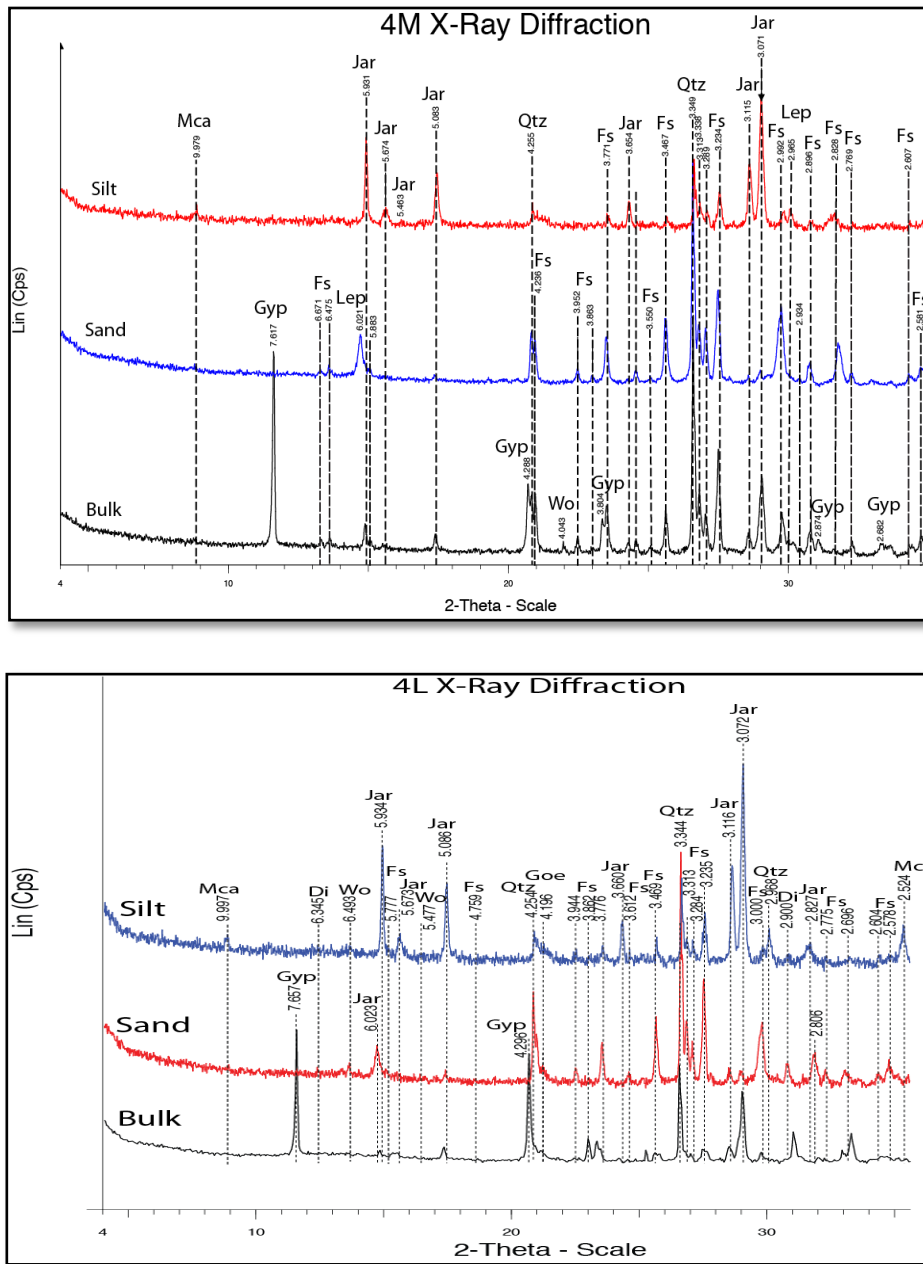 4M X-Ray Diffraction
Jar
3.071
Jar
5.931
Qtz
3.349
Jar
3.115
Jar
5.083
Mca
9.979
Jar
5.674
Jar
5.463
Qtz
4.255
Fs
3.771
Jar
3.654
Fs
3.467
3.338
3.313
3.289
Fs
3.234
Fs
2.992
Lep
2.965
Fs
2.896
Fs
2.828
Fs
2.769
2.607
Silt
Fs
4.236
Gyp
7.617
Fs
6.671
6.475
Lep
6.021
5.883
Fs
3.952
3.863
Fs
3.550
2.934
Fs
2.581
Sand
Gyp
4.288
Wo
4.043
Gyp
3.804
Gyp
2.874
Gyp
2.682
Bulk
Lin (Cps)
4
10
20
30
2-Theta - Scale
4L X-Ray Diffraction
Jar
3.072
Jar
5.934
Jar
5.086
Qtz
3.344
Jar
3.116
Mca
9.997
Di
6.345
Wo
6.493
Fs
5.777
Jar
5.673
Wo
5.477
Fs
4.759
Qtz
4.254
Goe
4.196
3.944
Fs
3.862
3.776
Jar
3.660
3.612
Fs
3.469
3.313
3.284
Fs
3.235
Fs
3.000
Qtz
2.968
Di
2.900
Jar
2.827
2.775
Fs
2.696
2.604
Fs
2.578
Mc
2.524
Silt
Gyp
7.657
Jar
6.023
Gyp
4.296
2.806
Sand
Bulk
Lin (Cps)
4
10
20
30
2-Theta - Scale